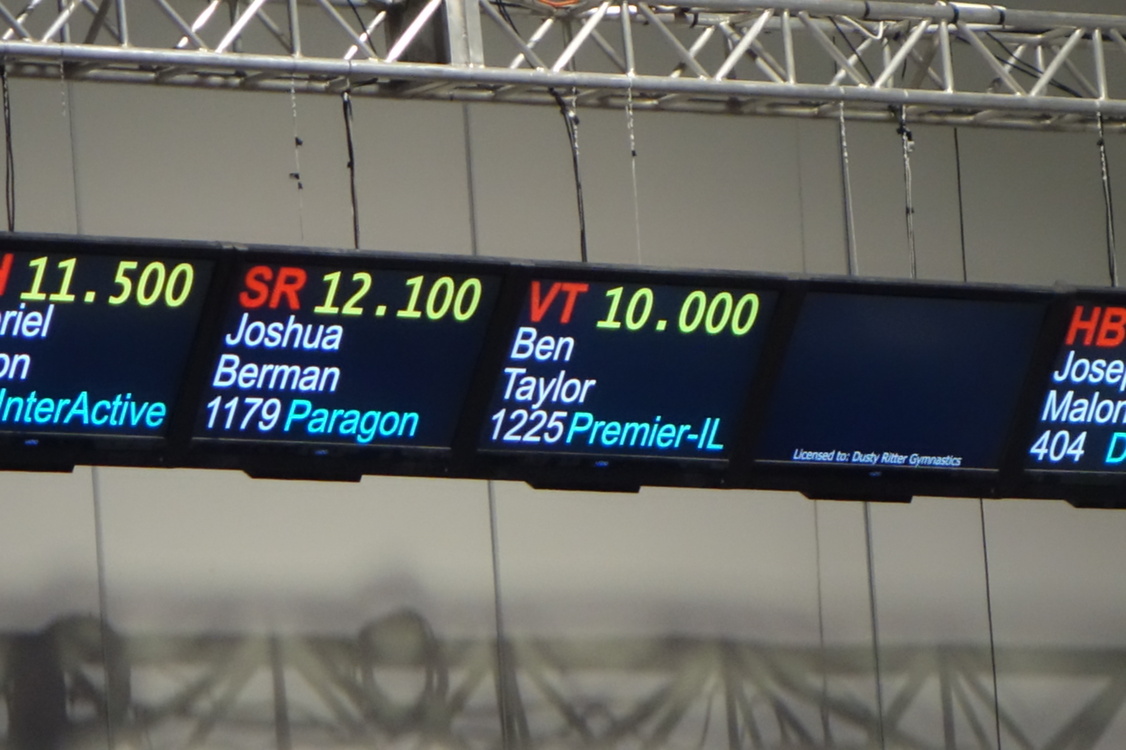 11.500
InterActive
SR 12.100
Joshua
Berman
1179 Paragon
VT 10.000
Ben
Taylor
1225 Premier-IL
Licensed to: Dusty Ritter Gymnastics
HB
404